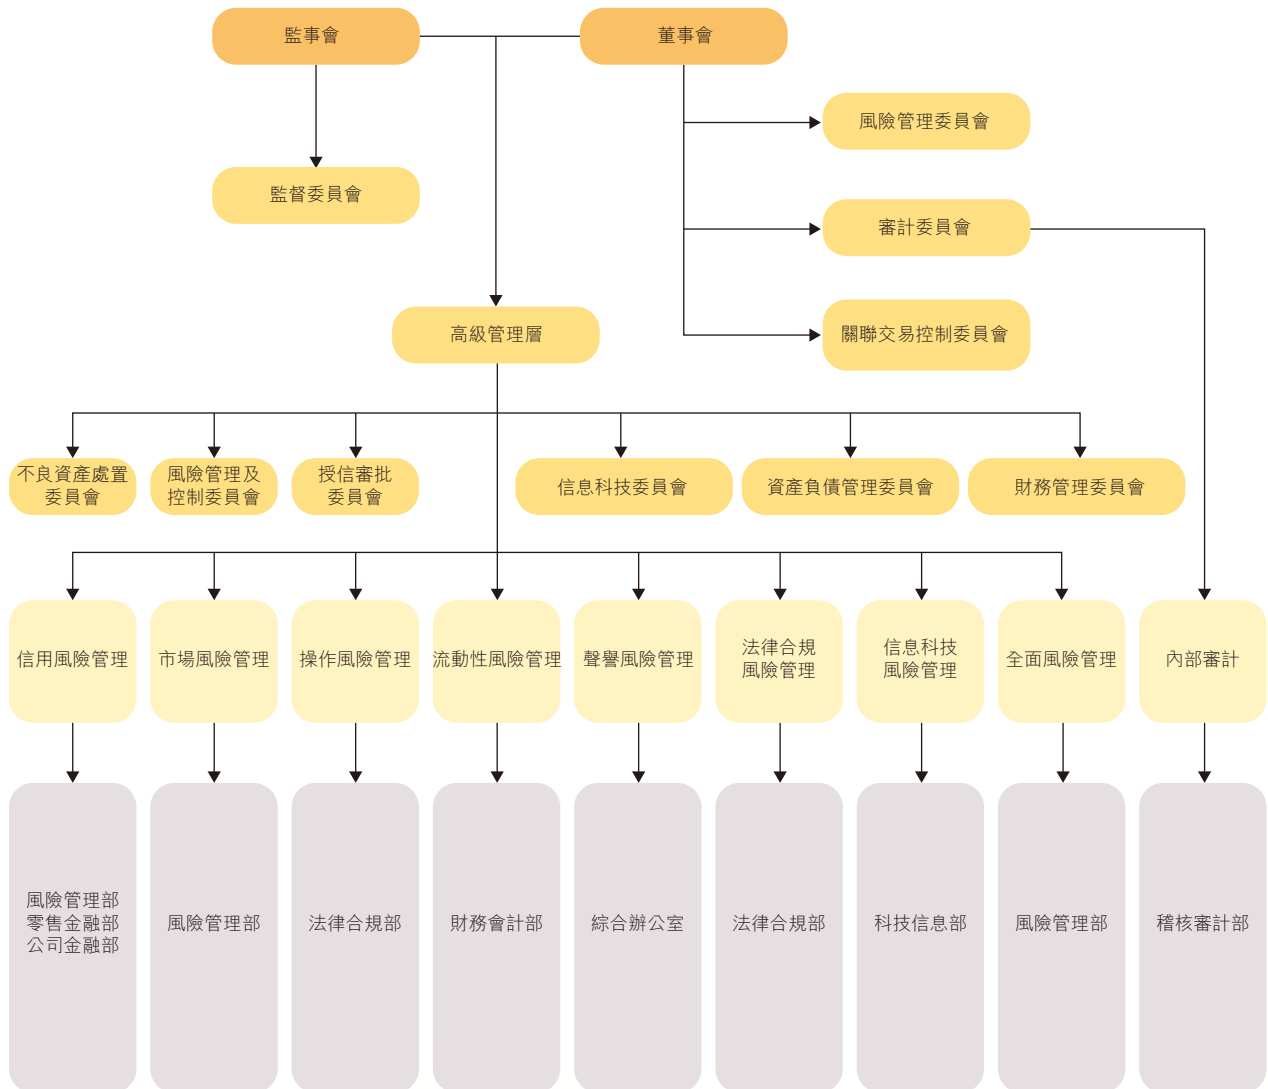 監事會
董事會
風險管理委員會
監督委員會
審計委員會
高級管理層
關聯交易控制委員會
不良資產處置
委員會
風險管理及
控制委員會
授信審批
委員會
信息科技委員會
資產負債管理委員會
財務管理委員會
信用風險管理
市場風險管理
操作風險管理
流動性風險管理
聲譽風險管理
法律合規
風險管理
信息科技
風險管理
全面風險管理
內部審計
風險管理部
零售金融部
公司金融部
風險管理部
法律合規部
財務會計部
綜合辦公室
法律合規部
科技信息部
風險管理部
稽核審計部